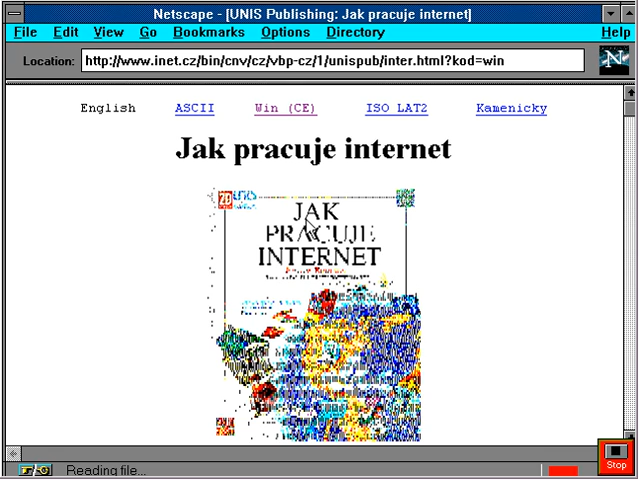 Netscape - [UNIS Publishing: Jak pracuje internet]
File Edit View Go Bookmarks Options Directory Help
Location: http://www.inet.cz/bin/cnv/cz/vbp-cz/1/unispub/inter.html?kod=win
English ASCII Win (CE) ISO LAT2 Kamenicky
Jak pracuje internet
JAK
PRACUJE
INTERNET
Reading file...
Stop